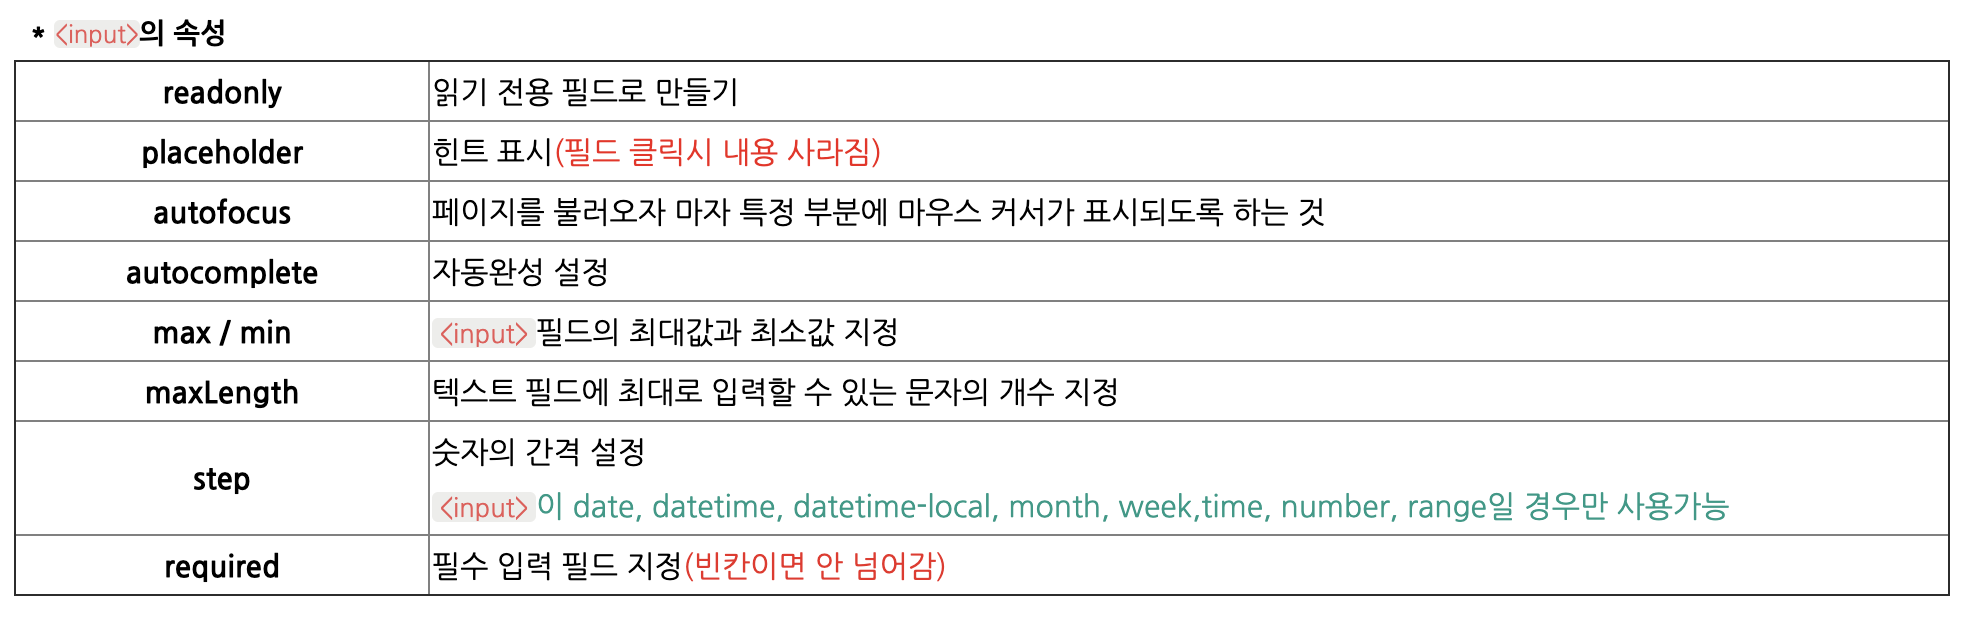 * <input>의 속성
readonly 읽기 전용 필드로 만들기
placeholder 힌트 표시(필드 클릭시 내용 사라짐)
autofocus 페이지를 불러오자 마자 특정 부분에 마우스 커서가 표시되도록 하는 것
autocomplete 자동완성 설정
max / min <input>필드의 최대값과 최소값 지정
maxLength 텍스트 필드에 최대로 입력할 수 있는 문자의 개수 지정
step 숫자의 간격 설정
<input>이 date, datetime, datetime-local, month, week,time, number, range일 경우만 사용가능
required 필수 입력 필드 지정(빈칸이면 안 넘어감)